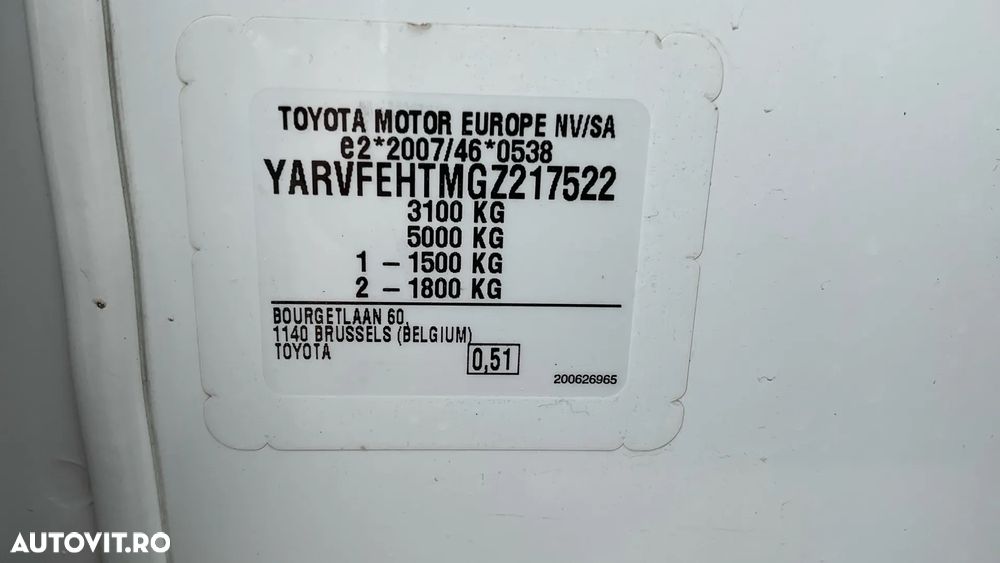 TOYOTA MOTOR EUROPE NV/SA
e2*2007/46*0538
YARVFEHTMGZ217522
3100 KG
5000 KG
1 - 1500 KG
2 - 1800 KG
BOURGETLAAN 60,
1140 BRUSSELS (BELGIUM)
TOYOTA
0,51
200626965
AUTOVIT.RO